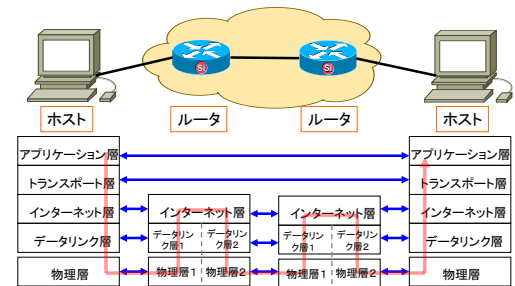 Si
Si
ホスト
ルータ
ルータ
ホスト
アプリケーション層
アプリケーション層
トランスポート層
トランスポート層
インターネット層
インターネット層
インターネット層
インターネット層
データリンク層
データリンク層1
データリンク層2
データリンク層1
データリンク層2
データリンク層
物理層
物理層1
物理層2
物理層1
物理層2
物理層